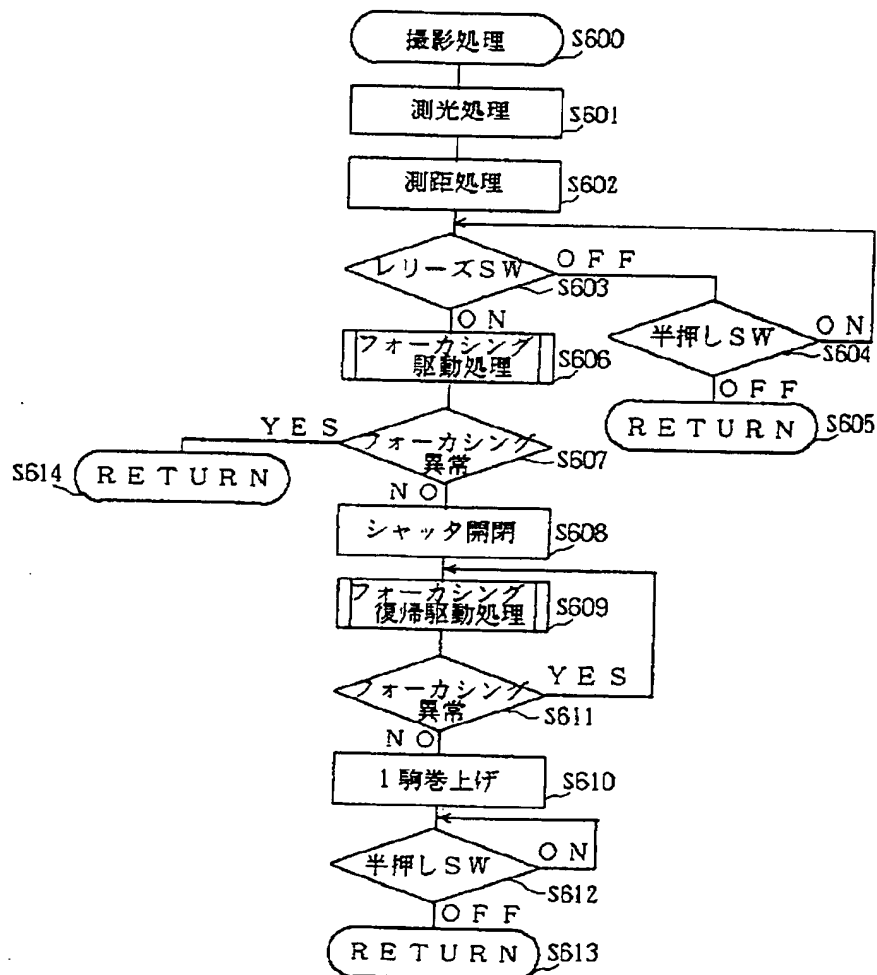 撮影処理
S600
測光処理
S601
測距処理
S602
レリーズSW
OFF
S603
ON
半押しSW
ON
S604
OFF
RETURN
S605
フォーカシング
駆動処理
S606
YES
フォーカシング
異常
S607
S614
RETURN
NO
シャッタ開閉
S608
フォーカシング
復帰駆動処理
S609
フォーカシング
異常
YES
S611
NO
1駒巻上げ
S610
半押しSW
ON
S612
OFF
RETURN
S613